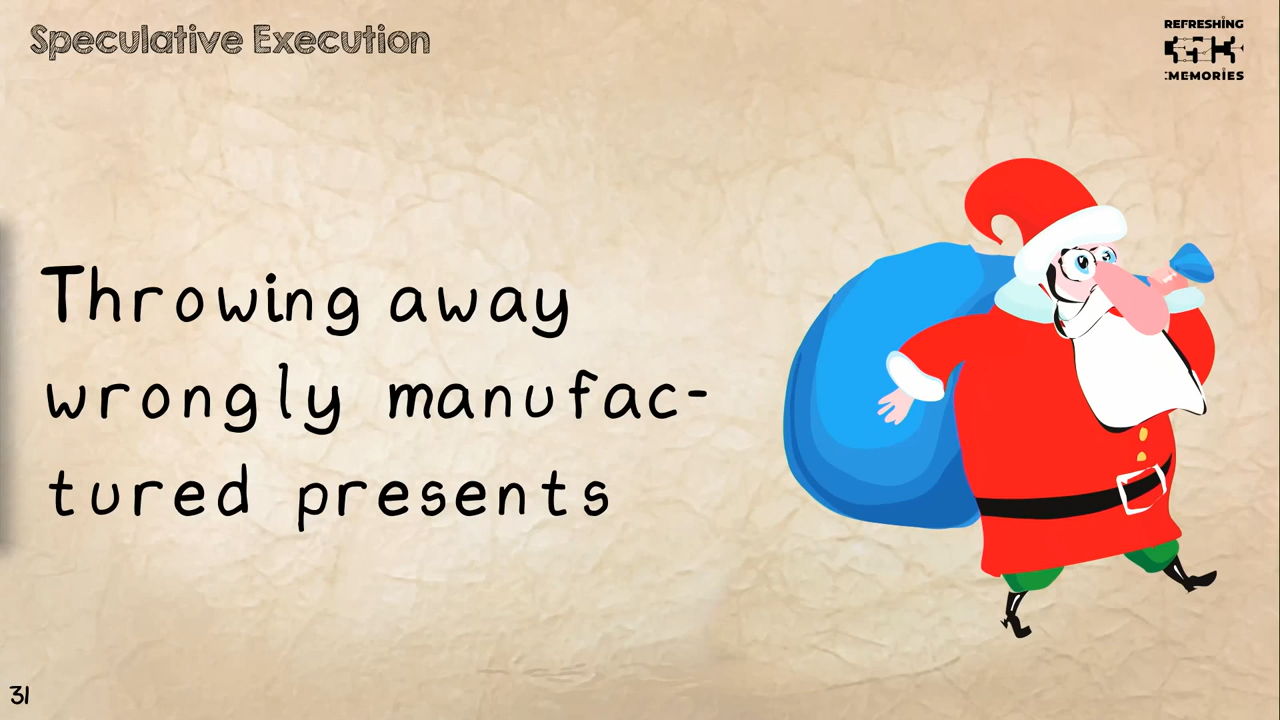 Speculative Execution
REFRESHING
:MEMORIES
Throwing away
wrongly manufac-
tured presents
31